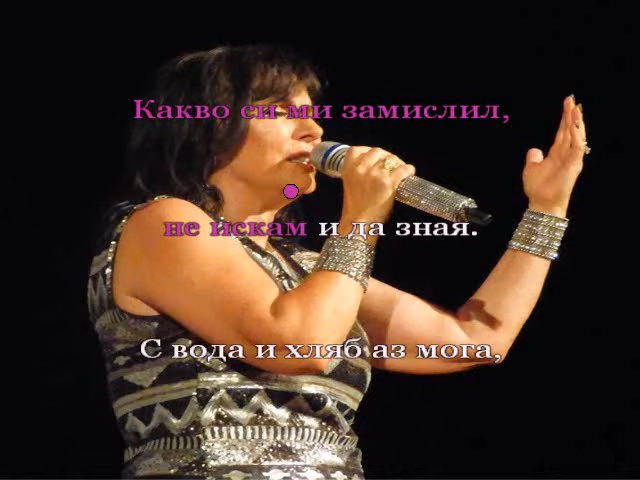 Какво си ми замислил,
не искам и да зная.
С вода и хляб аз мога,